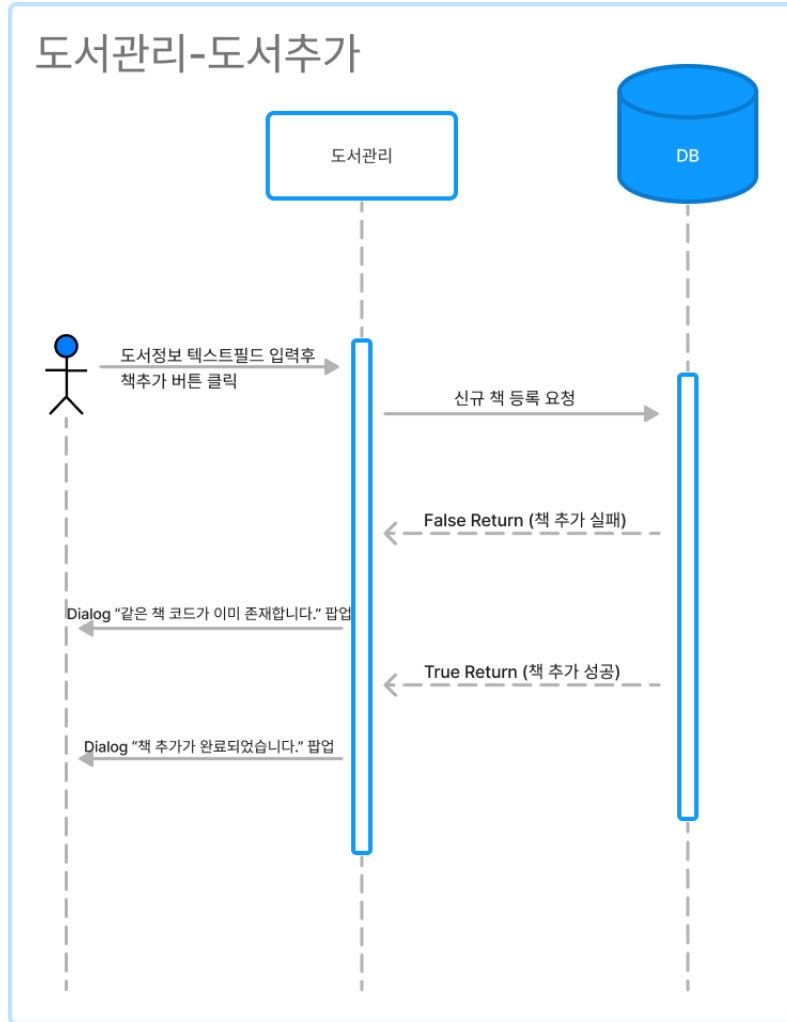 도서관리-도서추가
도서관리
DB
도서정보 텍스트필드 입력후
책추가 버튼 클릭
신규 책 등록 요청
False Return (책 추가 실패)
Dialog “같은 책 코드가 이미 존재합니다.” 팝업
True Return (책 추가 성공)
Dialog “책 추가가 완료되었습니다.” 팝업